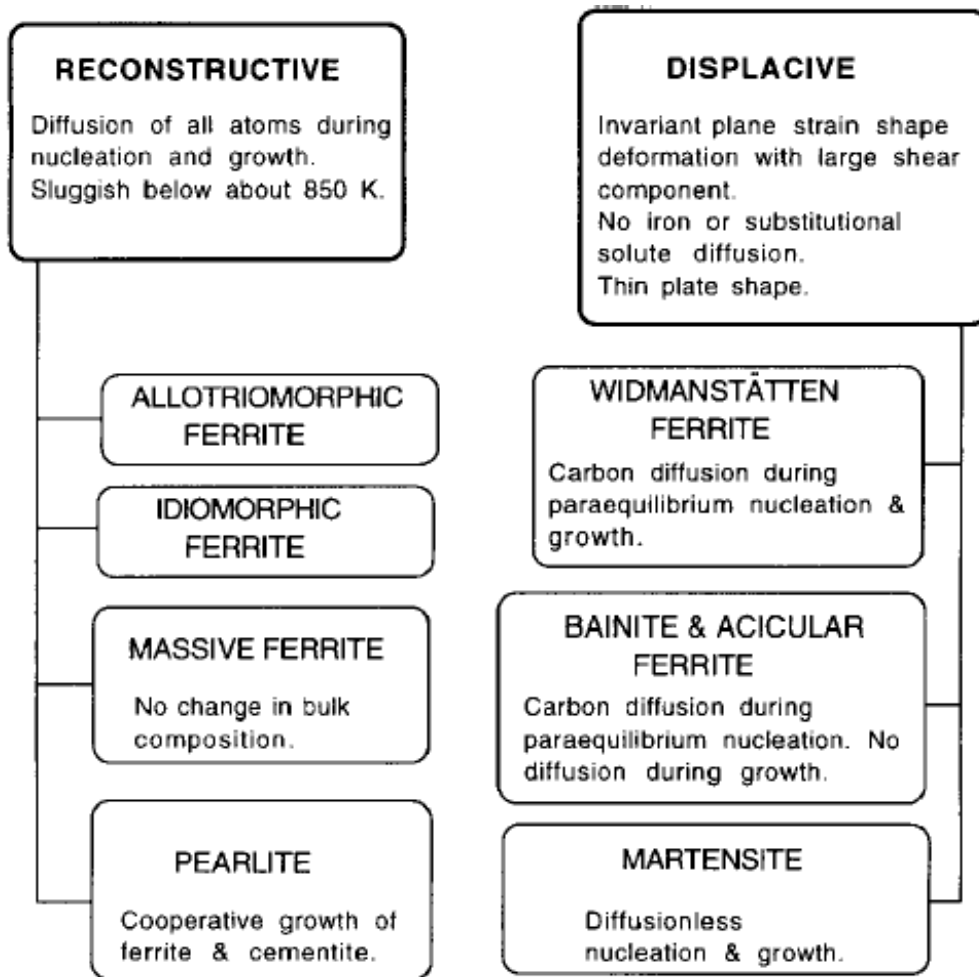 RECONSTRUCTIVE
Diffusion of all atoms during
nucleation and growth.
Sluggish below about 850 K.
ALLOTRIOMORPHIC
FERRITE
IDIOMORPHIC
FERRITE
MASSIVE FERRITE
No change in bulk
composition.
PEARLITE
Cooperative growth of
ferrite & cementite.
DISPLACIVE
Invariant plane strain shape
deformation with large shear
component.
No iron or substitutional
solute diffusion.
Thin plate shape.
WIDMANSTÄTTEN
FERRITE
Carbon diffusion during
paraequilibrium nucleation &
growth.
BAINITE & ACICULAR
FERRITE
Carbon diffusion during
paraequilibrium nucleation. No
diffusion during growth.
MARTENSITE
Diffusionless
nucleation & growth.